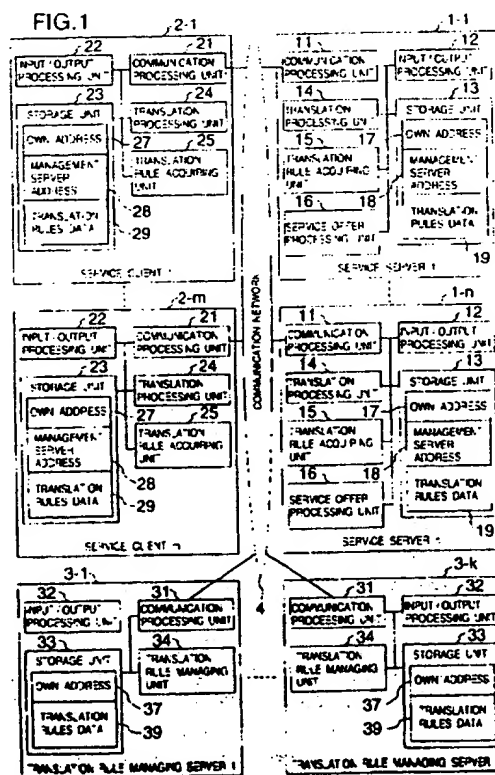 FIG.1
2-1
22
21
INPUT/OUTPUT
PROCESSING UNIT
COMMUNICATION
PROCESSING UNIT
23
24
STORAGE UNIT
TRANSLATION
PROCESSING UNIT
OWN ADDRESS
27
25
MANAGEMENT
SERVER
ADDRESS
TRANSLATION
RULE ACQUIRING
UNIT
28
TRANSLATION
RULES DATA
29
SERVICE CLIENT 1
1-1
11
12
COMMUNICATION
PROCESSING UNIT
INPUT/OUTPUT
PROCESSING UNIT
14
13
TRANSLATION
PROCESSING UNIT
STORAGE UNIT
15
17
OWN ADDRESS
TRANSLATION
RULE ACQUIRING
UNIT
MANAGEMENT
SERVER
ADDRESS
16
18
SERVICE OFFER
PROCESSING UNIT
TRANSLATION
RULES DATA
SERVICE SERVER 1
19
COMMUNICATION NETWORK
2-m
22
21
INPUT/OUTPUT
PROCESSING UNIT
COMMUNICATION
PROCESSING UNIT
23
24
STORAGE UNIT
TRANSLATION
PROCESSING UNIT
OWN ADDRESS
27
25
MANAGEMENT
SERVER
ADDRESS
TRANSLATION
RULE ACQUIRING
UNIT
28
TRANSLATION
RULES DATA
29
SERVICE CLIENT
1-n
11
12
COMMUNICATION
PROCESSING UNIT
INPUT/OUTPUT
PROCESSING UNIT
14
13
TRANSLATION
PROCESSING UNIT
STORAGE UNIT
15
17
OWN ADDRESS
TRANSLATION
RULE ACQUIRING
UNIT
MANAGEMENT
SERVER
ADDRESS
16
18
SERVICE OFFER
PROCESSING UNIT
TRANSLATION
RULES DATA
SERVICE SERVER
19
4
3-1
32
31
INPUT/OUTPUT
PROCESSING UNIT
COMMUNICATION
PROCESSING UNIT
33
34
STORAGE UNIT
TRANSLATION
RULE MANAGING
UNIT
OWN ADDRESS
37
TRANSLATION
RULES DATA
39
TRANSLATION RULE MANAGING SERVER 1
3-k
31
32
COMMUNICATION
PROCESSING UNIT
INPUT/OUTPUT
PROCESSING UNIT
34
33
TRANSLATION
RULE MANAGING
UNIT
STORAGE UNIT
37
OWN ADDRESS
39
TRANSLATION
RULES DATA
TRANSLATION RULE MANAGING SERVER